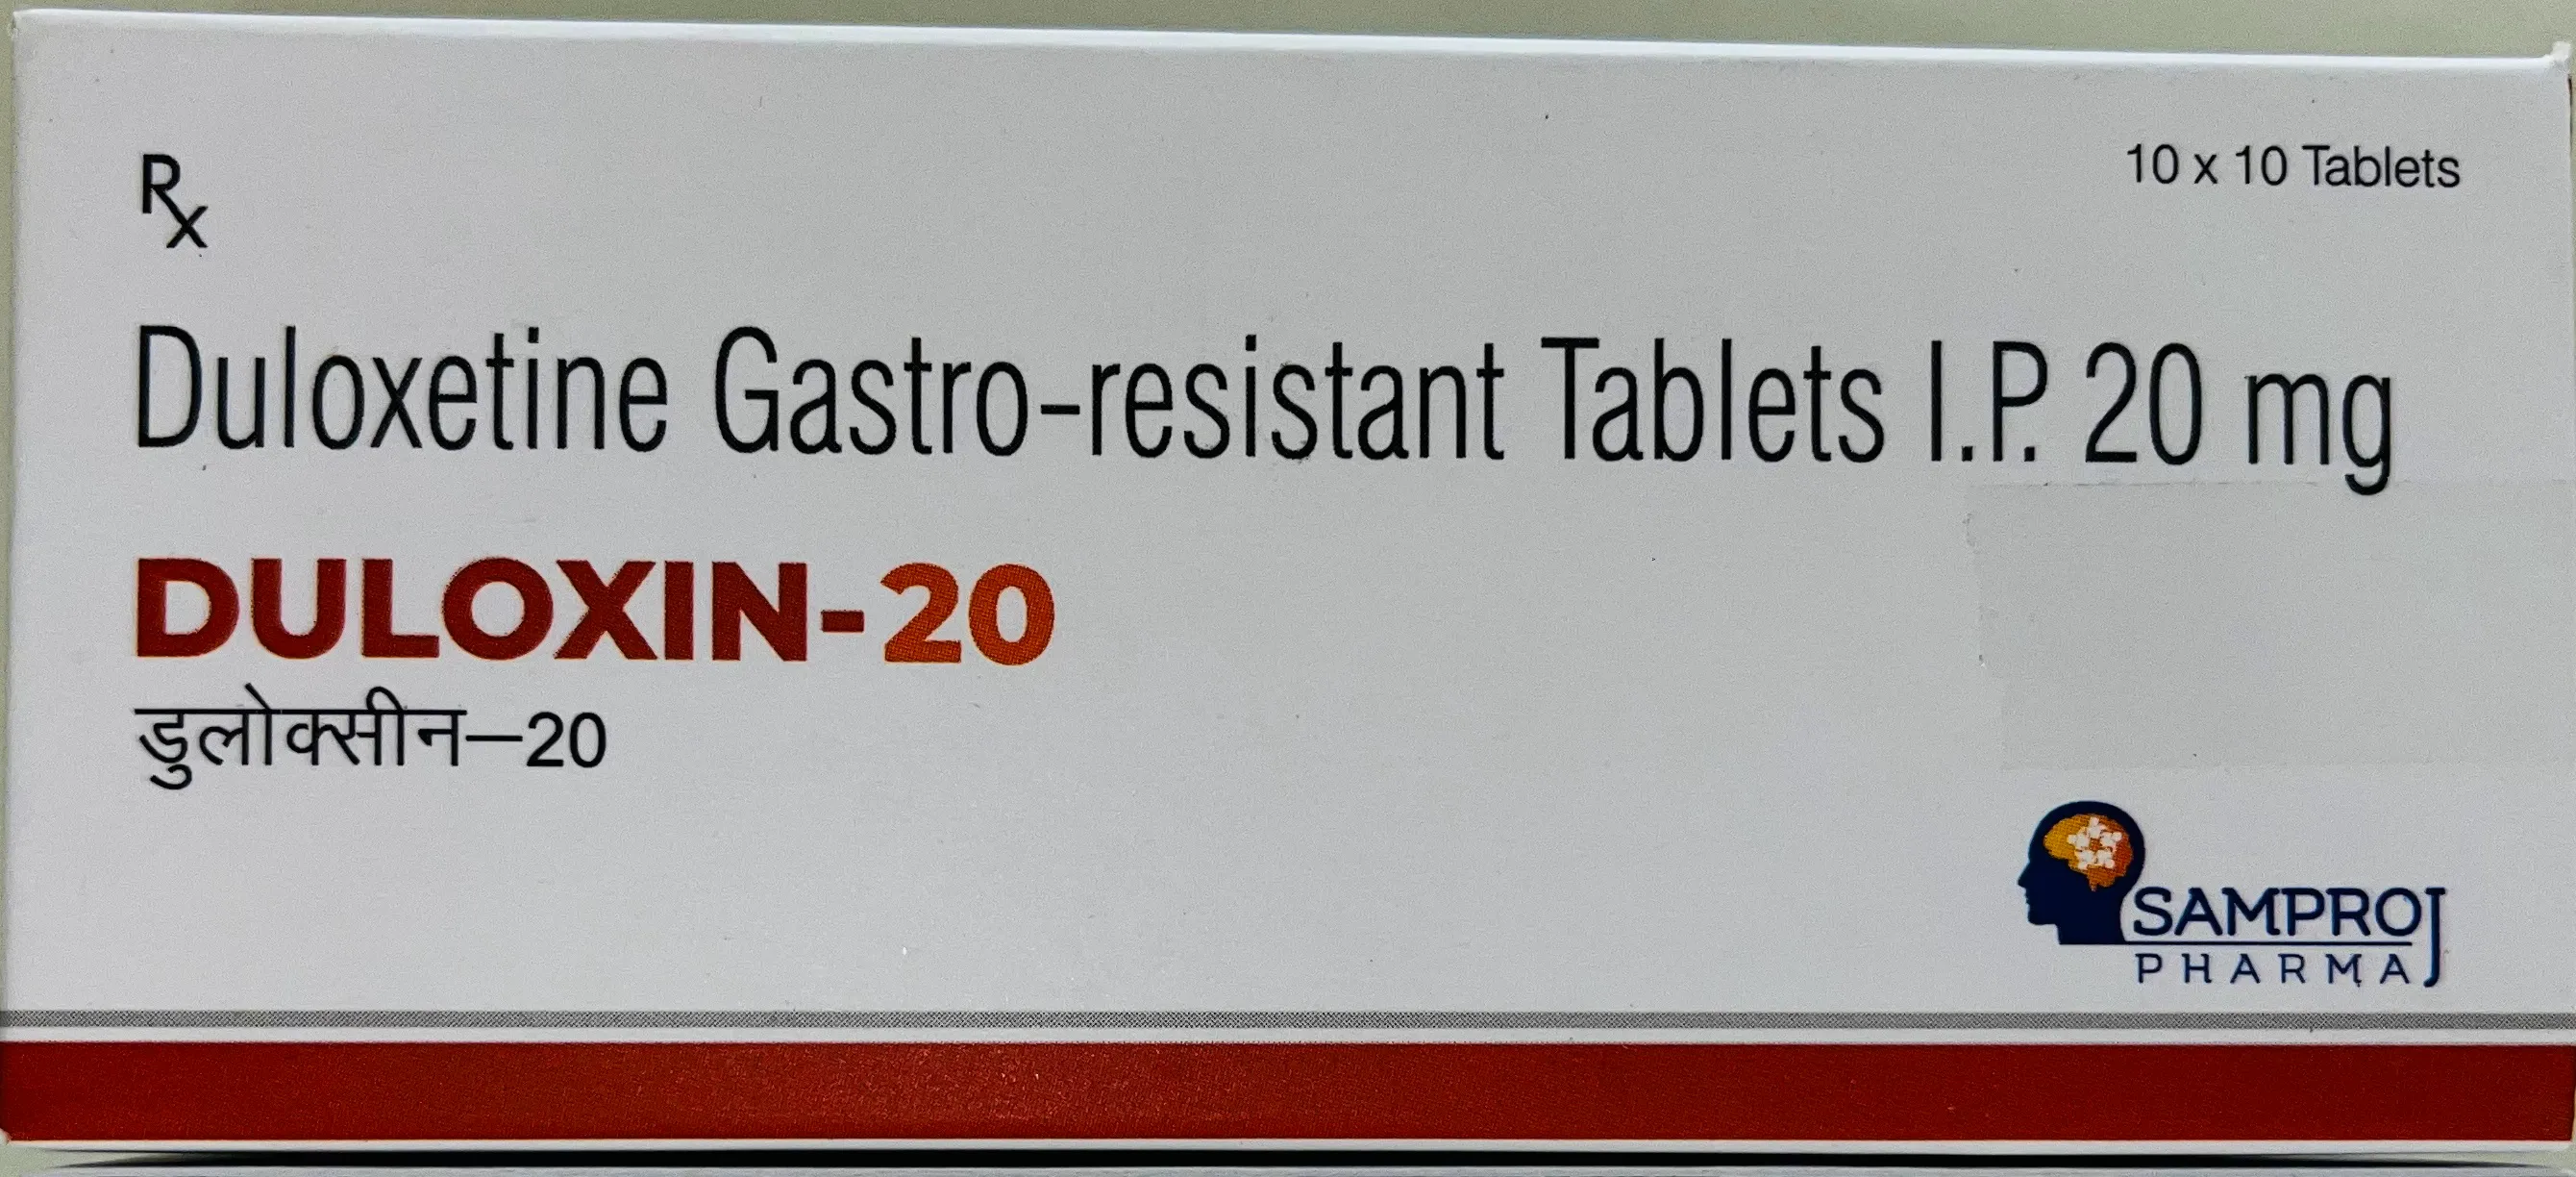 Rx
10 x 10 Tablets
Duloxetine Gastro-resistant Tablets I.P. 20 mg
DULOXIN-20
डुलोक्सीन–20
SAMPROJ
PHARMA